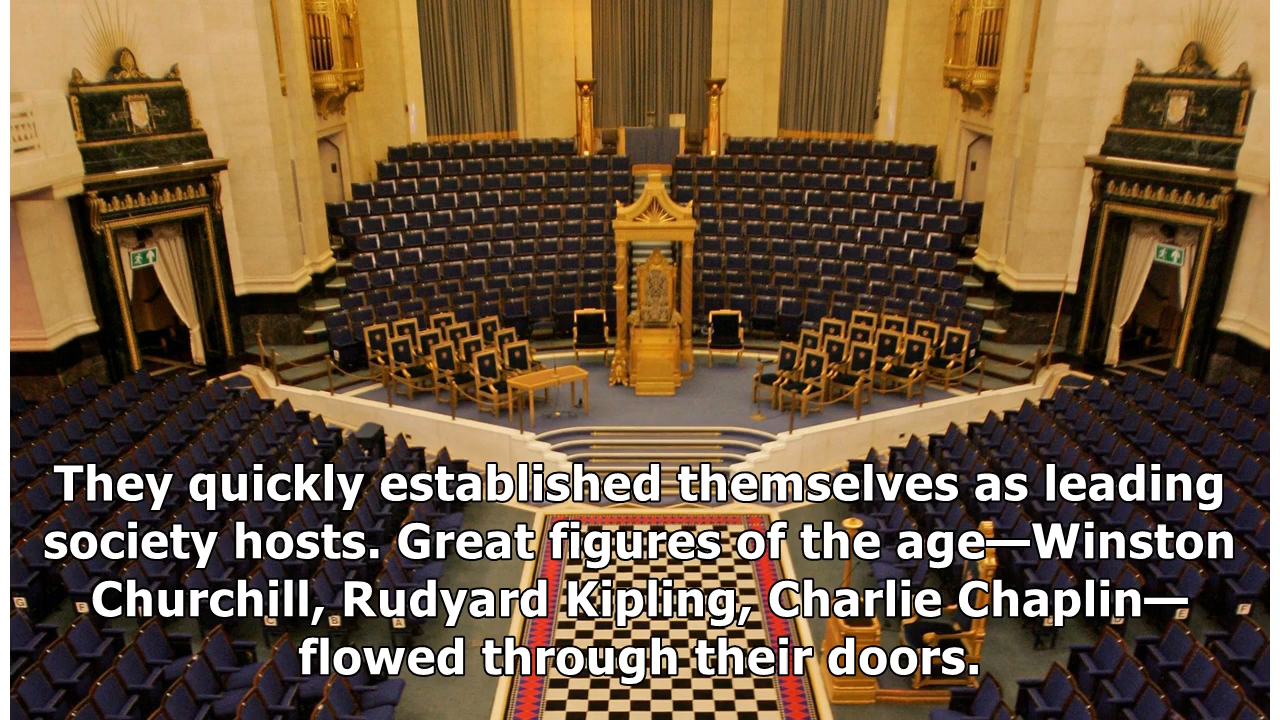 They quickly established themselves as leading
society hosts. Great figures of the age—Winston
Churchill, Rudyard Kipling, Charlie Chaplin—
flowed through their doors.
G
F
C
B
A
E
F